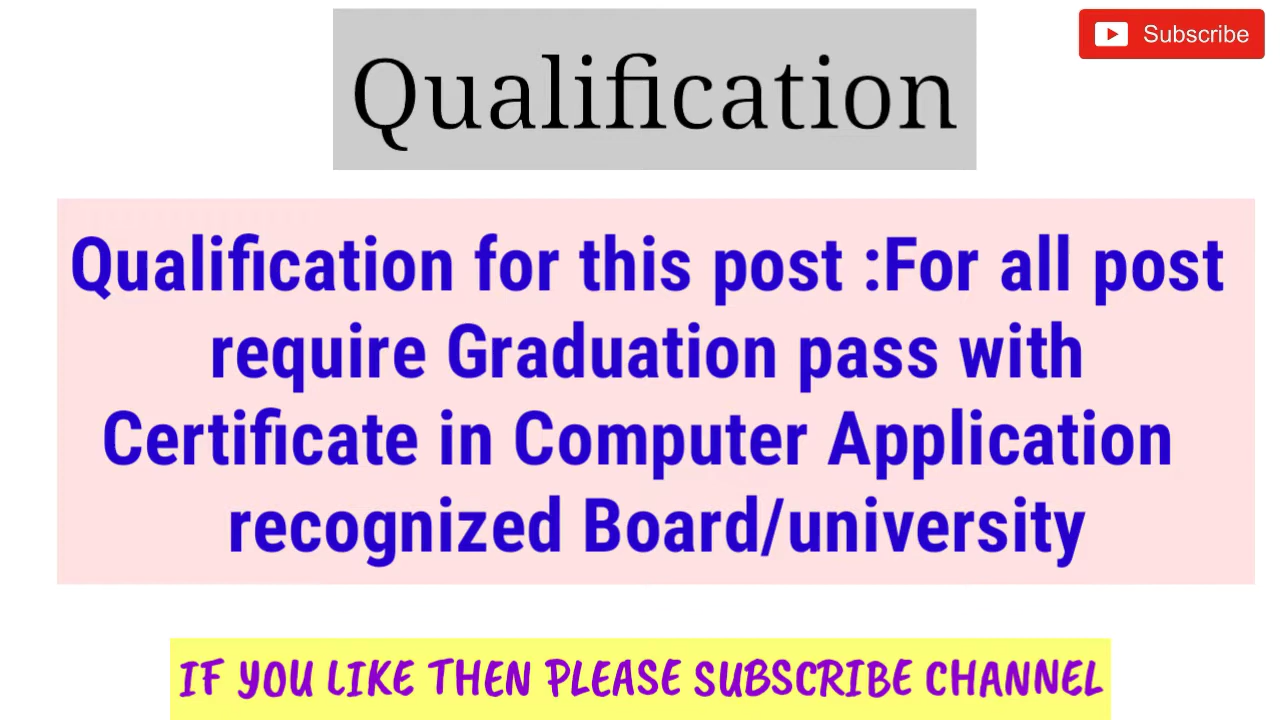 Subscribe
Qualification
Qualification for this post :For all post
require Graduation pass with
Certificate in Computer Application
recognized Board/university
IF YOU LIKE THEN PLEASE SUBSCRIBE CHANNEL